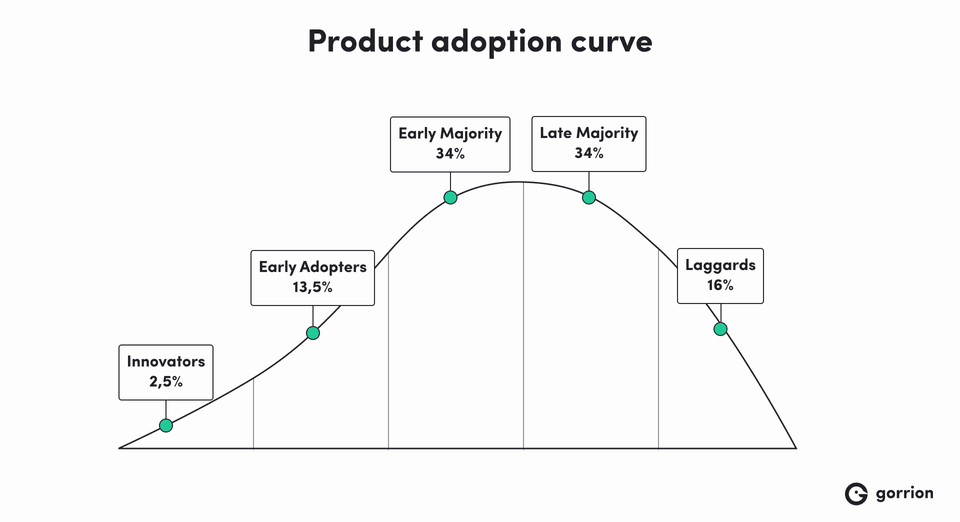 Product adoption curve
Early Majority
34%
Late Majority
34%
Early Adopters
13,5%
Laggards
16%
Innovators
2,5%
gorrion